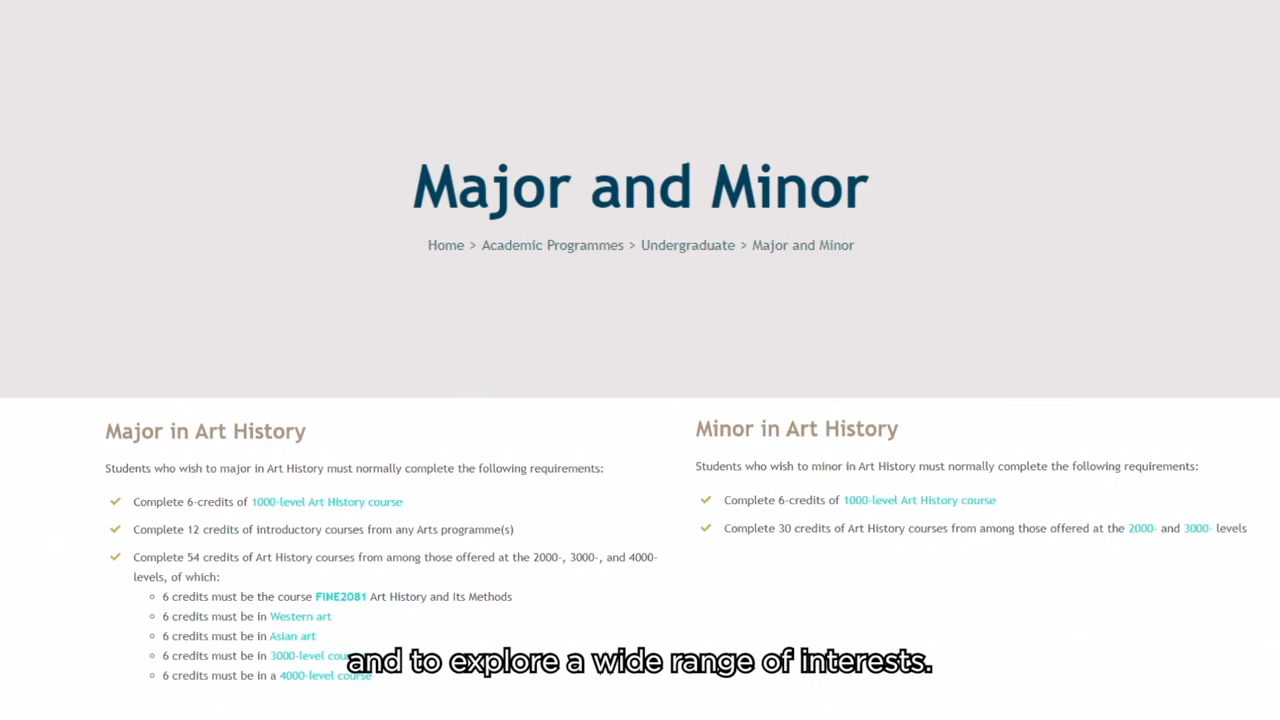 Major and Minor
Home > Academic Programmes > Undergraduate > Major and Minor
Major in Art History
Students who wish to major in Art History must normally complete the following requirements:
Complete 6-credits of 1000-level Art History course
Complete 12 credits of introductory courses from any Arts programme(s)
Complete 54 credits of Art History courses from among those offered at the 2000-, 3000-, and 4000-
levels, of which:
6 credits must be the course FINE2081 Art History and Its Methods
6 credits must be in Western art
6 credits must be in Asian art
6 credits must be in 3000-level
6 credits must be in a 4000-level course
Minor in Art History
Students who wish to minor in Art History must normally complete the following requirements:
Complete 6-credits of 1000-level Art History course
Complete 30 credits of Art History courses from among those offered at the 2000- and 3000- levels
and to explore a wide range of interests.